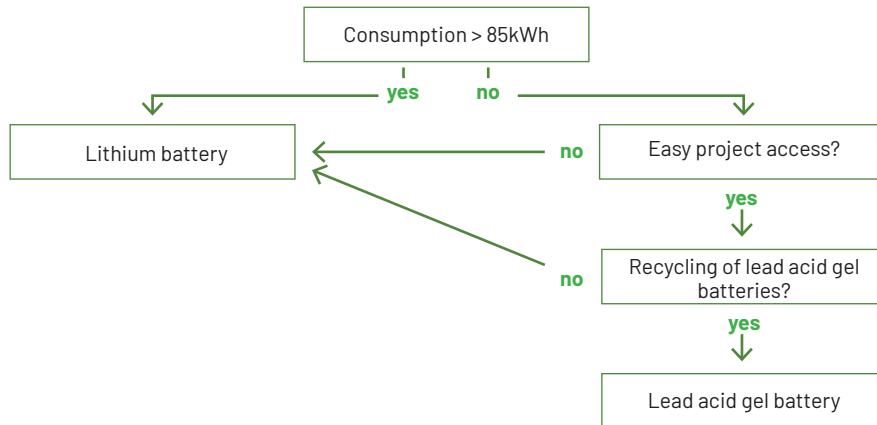 Consumption > 85kWh
yes
no
Lithium battery
no
Easy project access?
yes
no
Recycling of lead acid gel
batteries?
yes
Lead acid gel battery